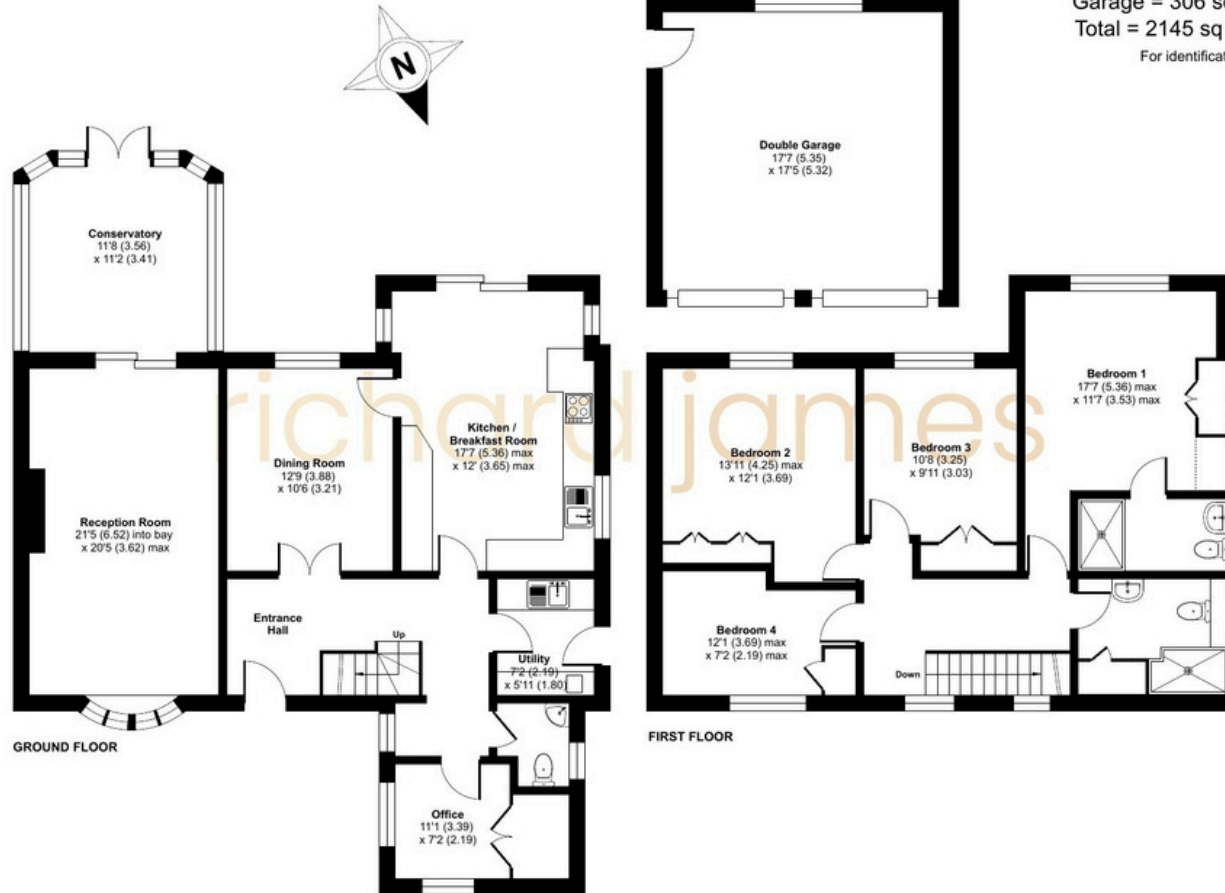 Garage = 306 sq
Total = 2145 sq
For identificat
N
Double Garage
17'7 (5.35)
x 17'5 (5.32)
Conservatory
11'8 (3.56)
x 11'2 (3.41)
richard james
Kitchen /
Breakfast Room
17'7 (5.36) max
x 12' (3.65) max
Dining Room
12'9 (3.88)
x 10'6 (3.21)
Reception Room
21'5 (6.52) into bay
x 20'5 (3.62) max
Entrance
Hall
Up
Utility
7'2 (2.19)
x 5'11 (1.80)
Office
11'1 (3.39)
x 7'2 (2.19)
GROUND FLOOR
Bedroom 1
17'7 (5.36) max
x 11'7 (3.53) max
Bedroom 2
13'11 (4.25) max
x 12'1 (3.69)
Bedroom 3
10'8 (3.25)
x 9'11 (3.03)
Bedroom 4
12'1 (3.69) max
x 7'2 (2.19) max
Down
FIRST FLOOR